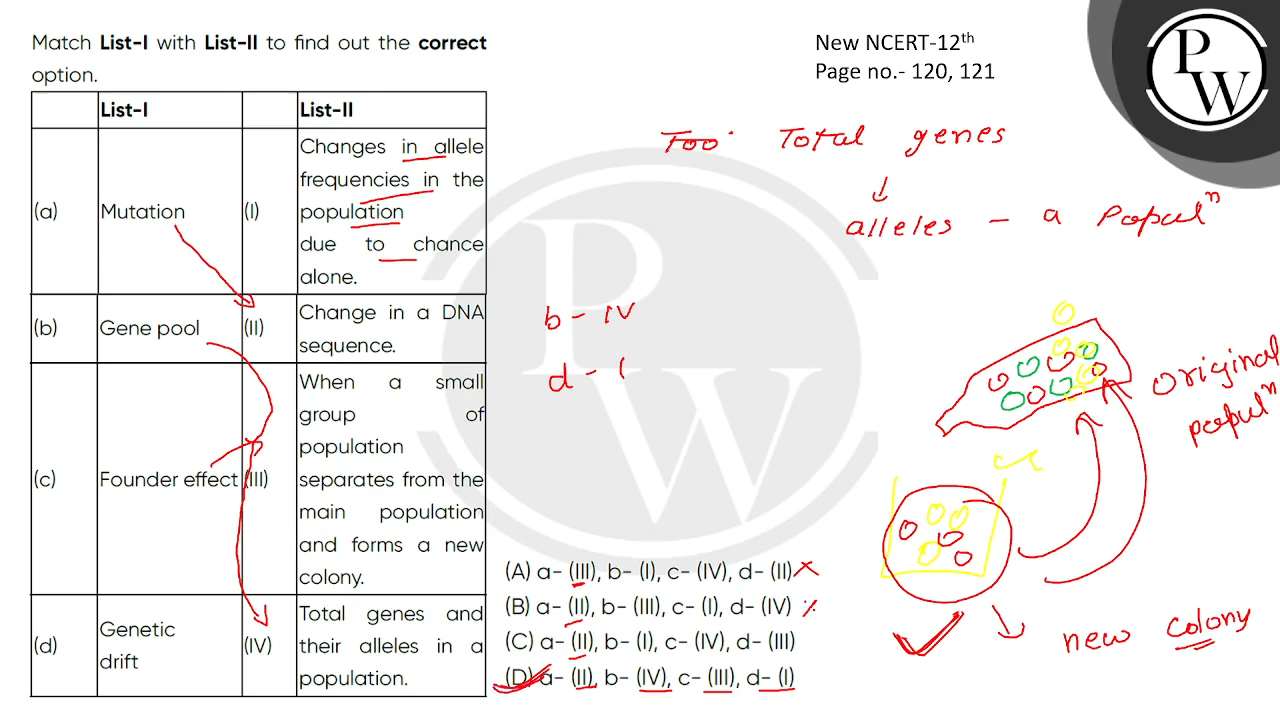 Match List-I with List-II to find out the correct
option.
List-I
List-II
(a)
Mutation
(I)
Changes in allele
frequencies in the
population
due to chance
alone.
(b)
Gene pool
(II)
Change in a DNA
sequence.
(c)
Founder effect
(III)
When a small
group of
population
separates from the
main population
and forms a new
colony.
(d)
Genetic
drift
(IV)
Total genes and
their alleles in a
population.
b - IV
d - I
(A) a- (III), b- (I), c- (IV), d- (II)
(B) a- (II), b- (III), c- (I), d- (IV)
(C) a- (II), b- (I), c- (IV), d- (III)
(D) a- (II), b- (IV), c- (III), d- (I)
New NCERT-12th
Page no.- 120, 121
Total genes
alleles - a Populⁿ
Original
populⁿ
new colony
P
W
P
W